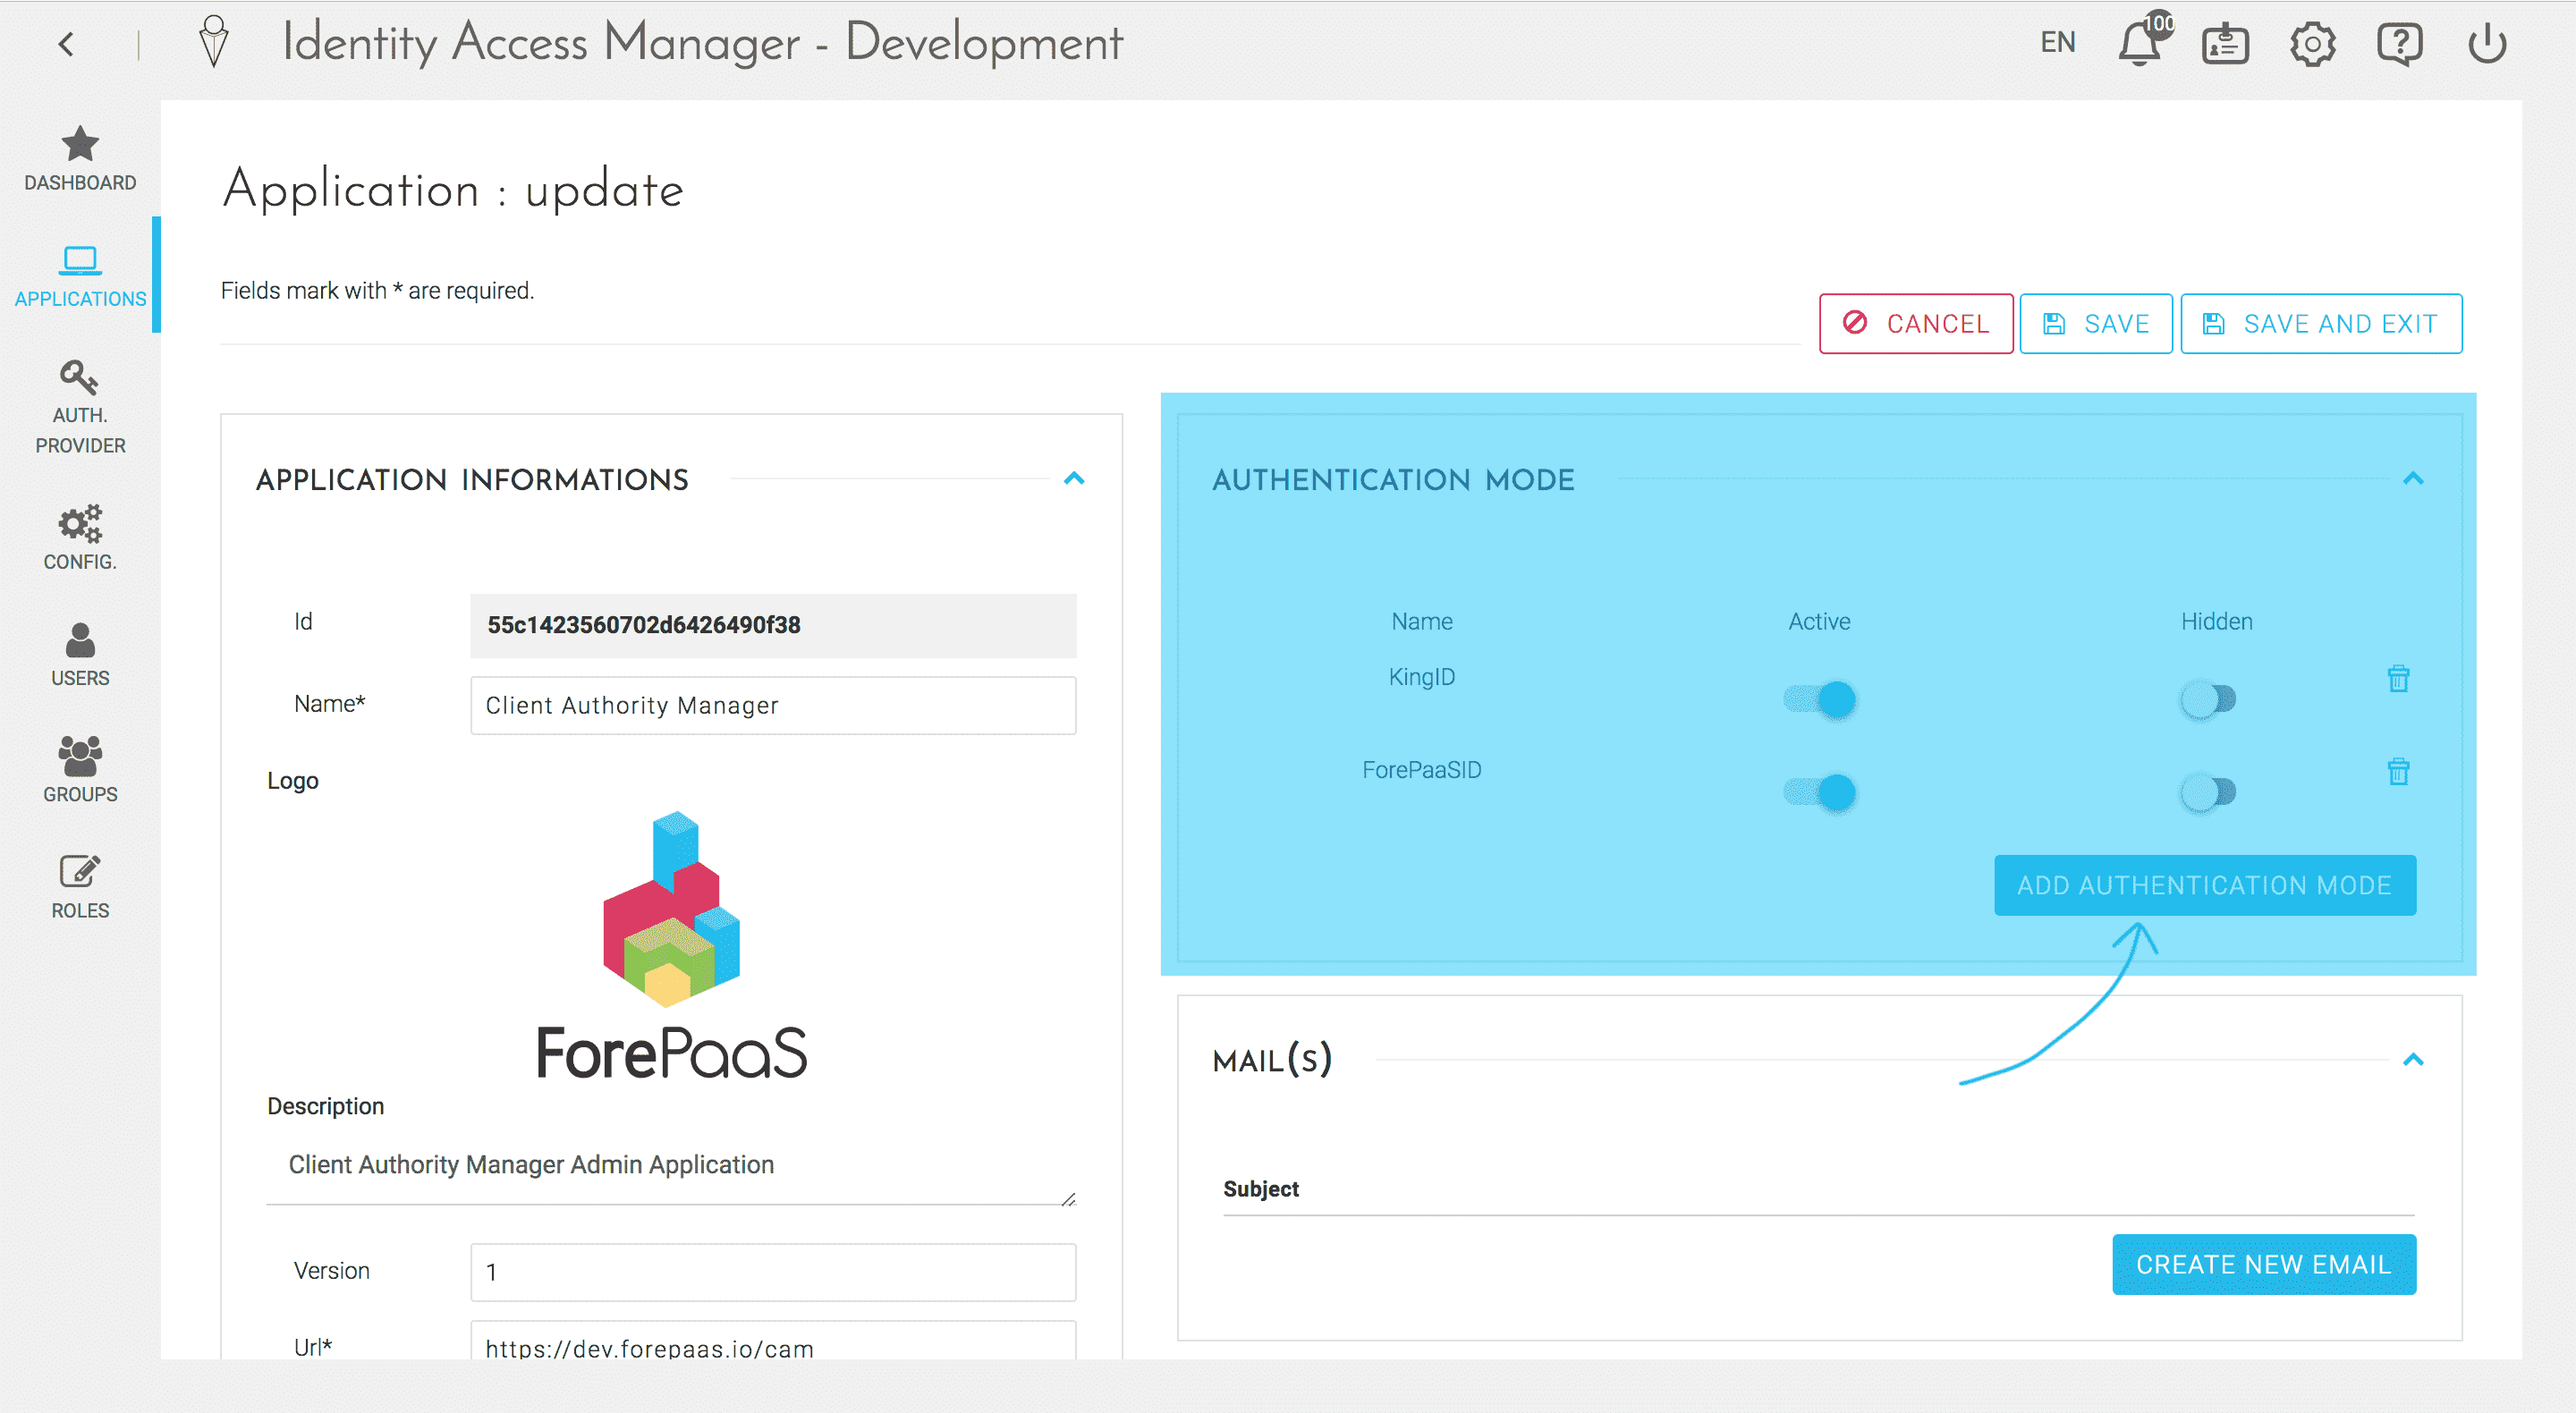 Identity Access Manager - Development
EN
100
DASHBOARD
APPLICATIONS
AUTH.
PROVIDER
CONFIG.
USERS
GROUPS
ROLES
Application : update
Fields mark with * are required.
CANCEL
SAVE
SAVE AND EXIT
APPLICATION INFORMATIONS
Id
55c1423560702d6426490f38
Name*
Client Authority Manager
Logo
ForePaaS
Description
Client Authority Manager Admin Application
Version
1
Url*
https://dev.forepaas.io/cam
AUTHENTICATION MODE
Name Active Hidden
KingID
ForePaaSID
ADD AUTHENTICATION MODE
MAIL(S)
Subject
CREATE NEW EMAIL